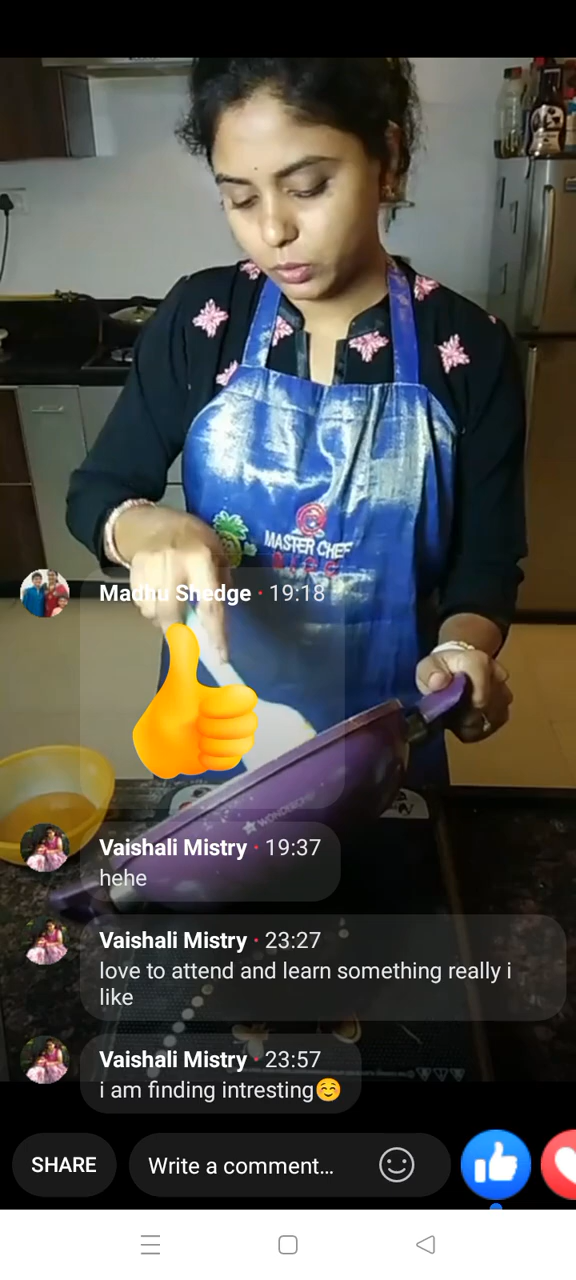 MASTER CHEF
Madhu Shedge · 19:18
WONDERCHEF
Vaishali Mistry · 19:37
hehe
Vaishali Mistry · 23:27
love to attend and learn something really i
like
Vaishali Mistry · 23:57
i am finding intresting☺️
SHARE
Write a comment...